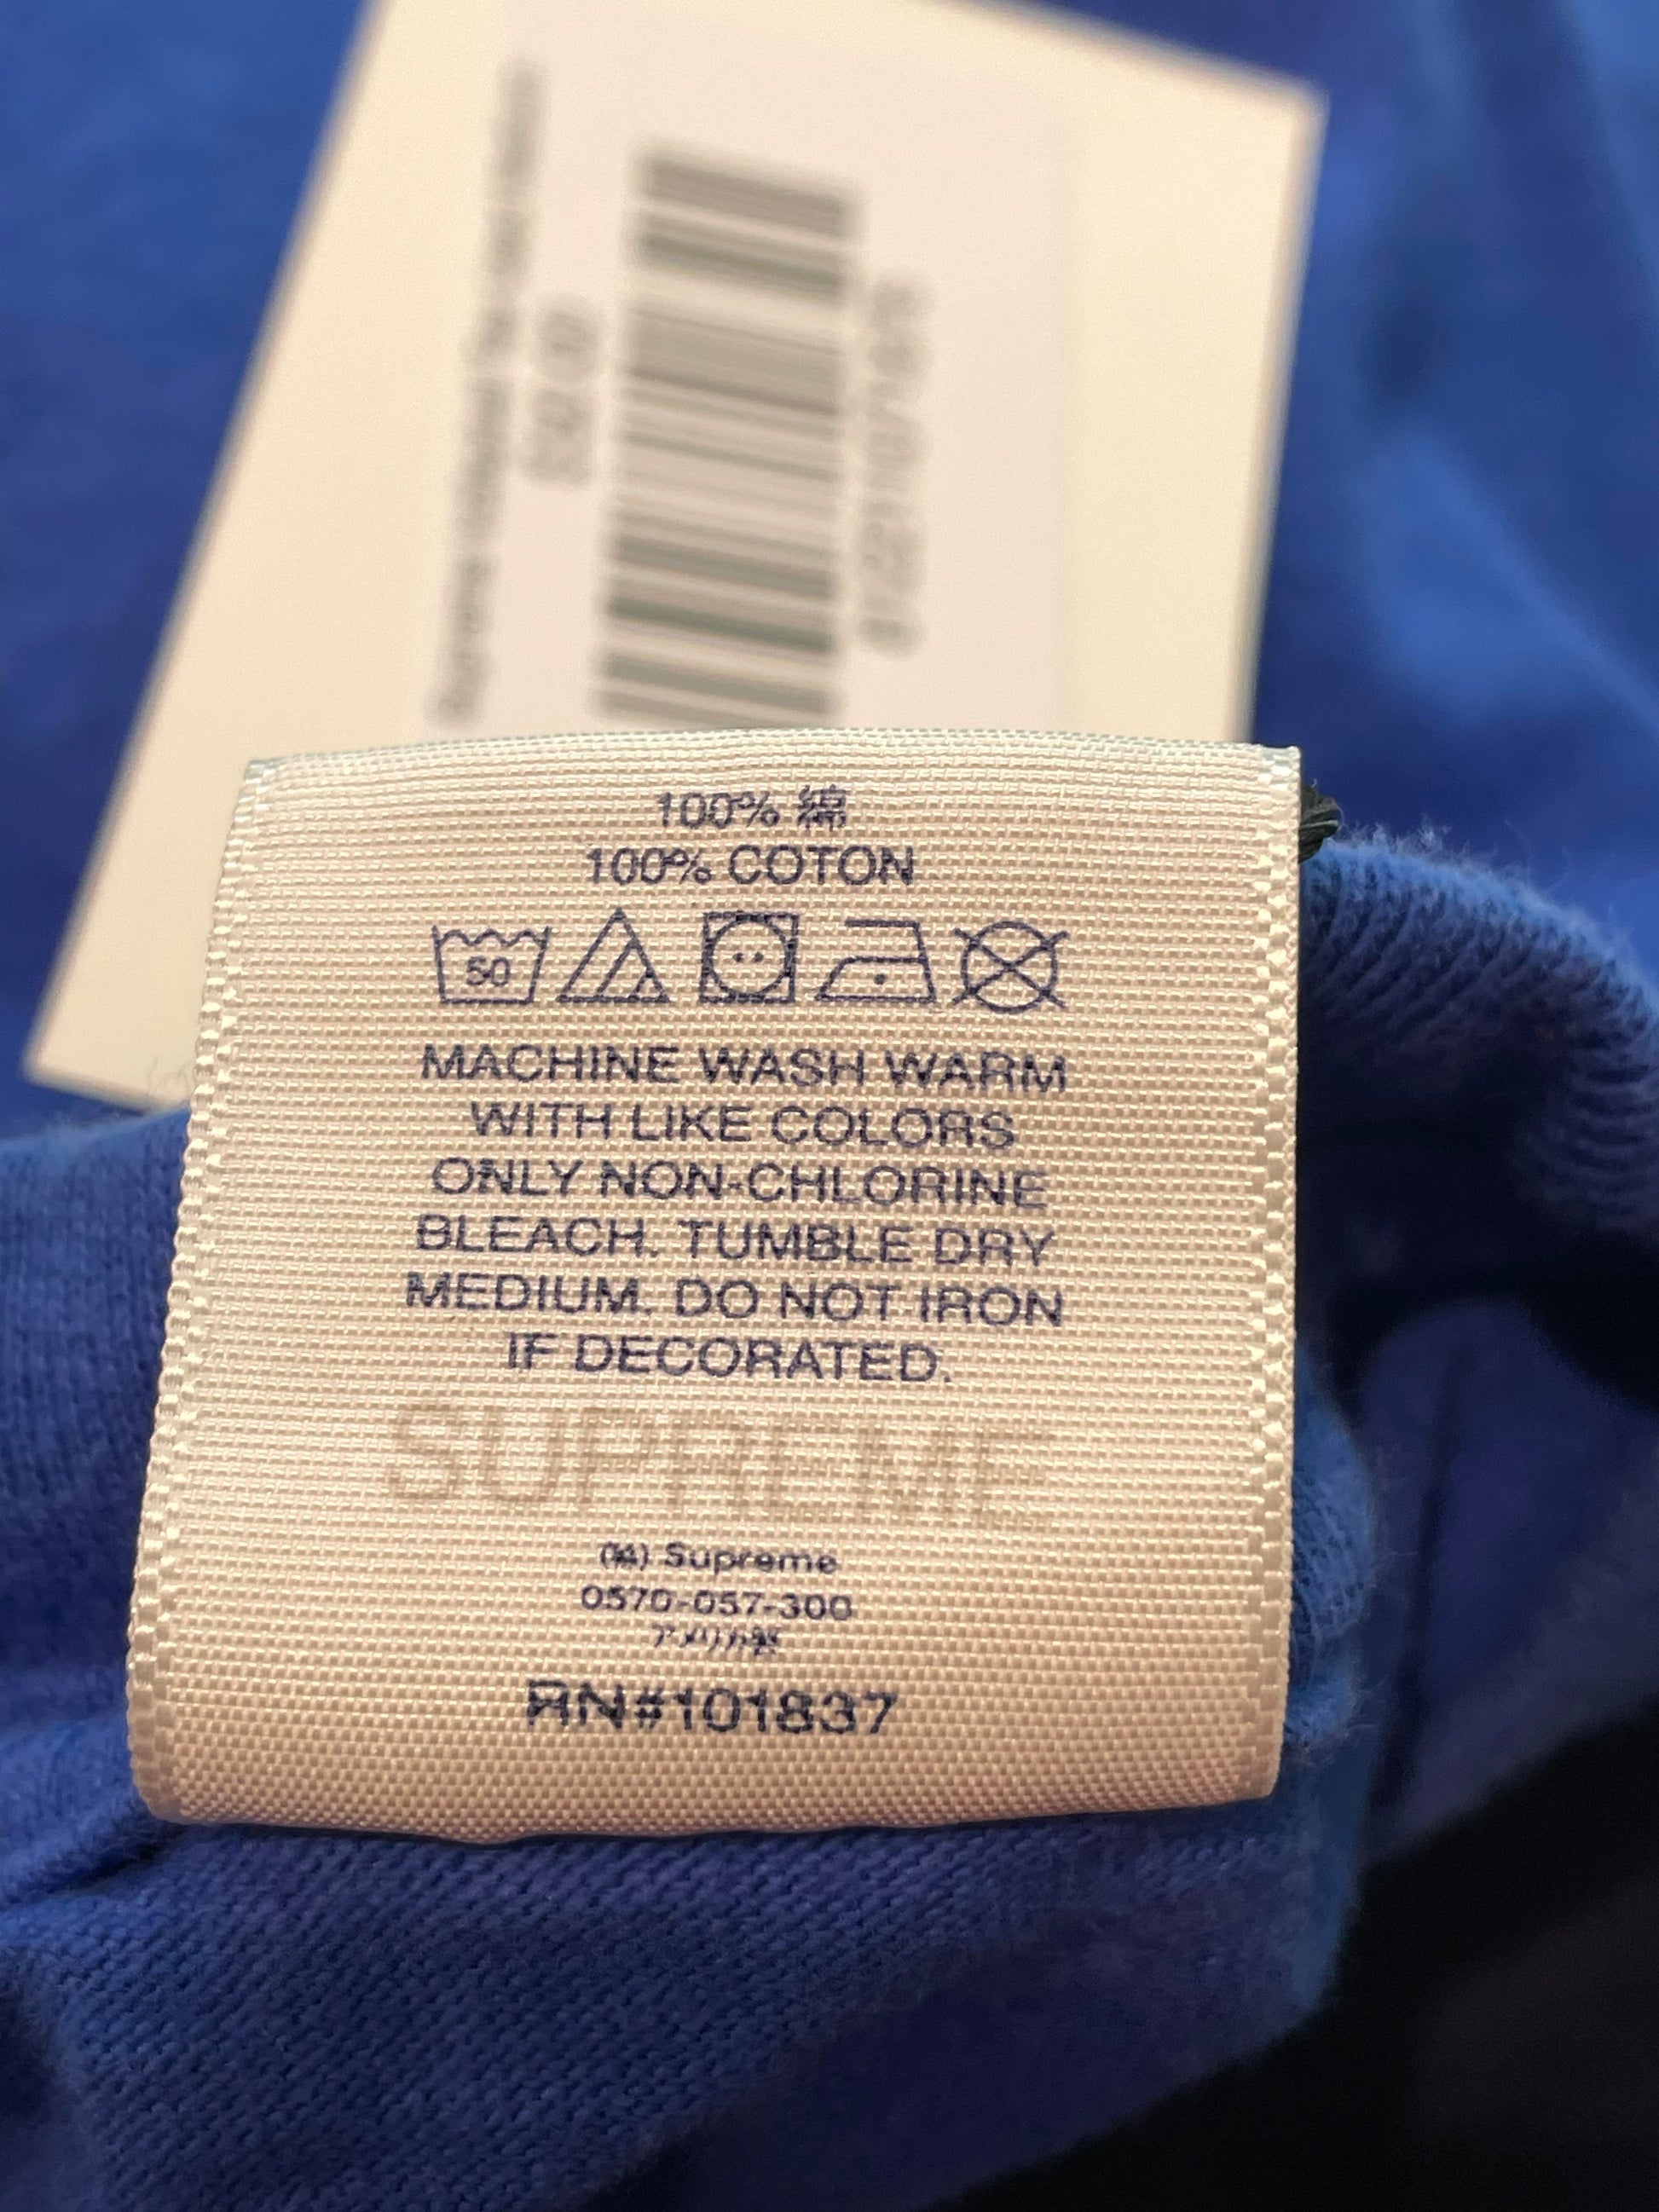 100% 綿
100% COTON
50
MACHINE WASH WARM
WITH LIKE COLORS
ONLY NON-CHLORINE
BLEACH. TUMBLE DRY
MEDIUM. DO NOT IRON
IF DECORATED.
SUPREME
(株) Supreme
0570-057-300
アメリカ製
RN#101837